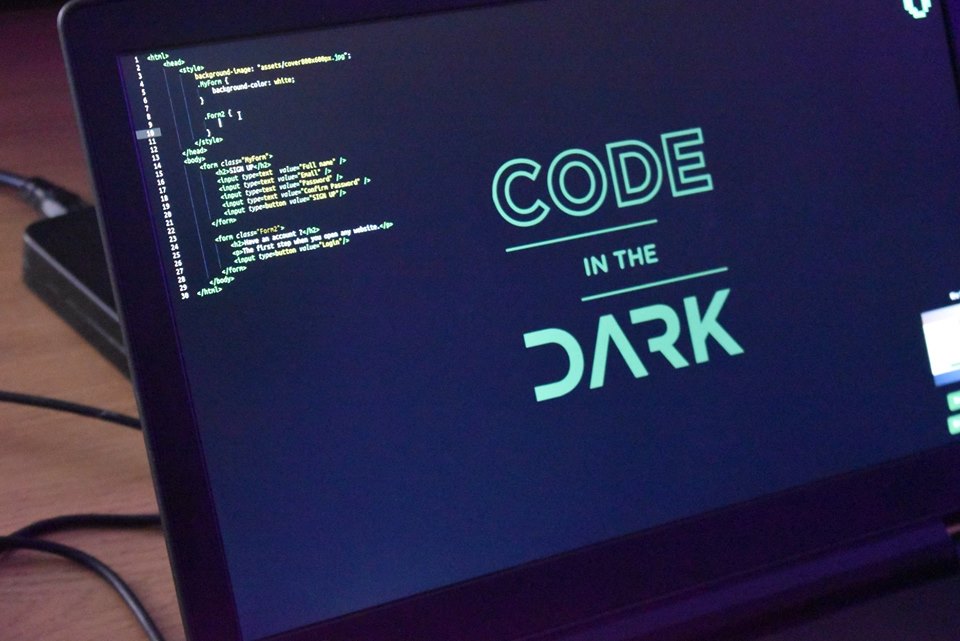 1 <html>
2 <head>
3 <style>
4 background-image: "assets/cover800x600px.jpg";
5 .MyForm {
6 background-color: white;
7 }
8
9 .Form2 {
10
11 }
12 </style>
13 </head>
14 <body>
15 <form class="MyForm">
16 <h2>SIGN UP</h2>
17 <input type=text value="Full name" />
18 <input type=text value="Email" />
19 <input type=text value="Password" />
20 <input type=text value="Confirm Password" />
21 <input type=button value="SIGN UP"/>
22 </form>
23
24 <form class="Form2">
25 <h2>Have an account ?</h2>
26 <p>The first step when you open any website.</p>
27 <input type=button value="Login"/>
28 </form>
29 </body>
30 </html>
CODE
IN THE
DARK